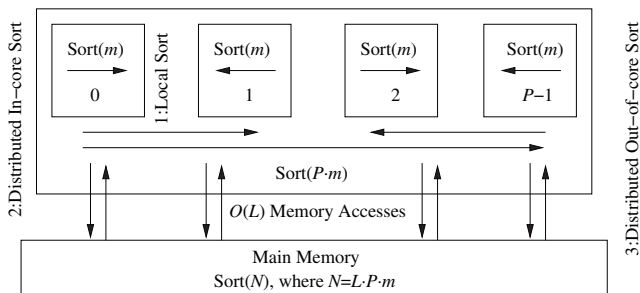 2:Distributed In−core Sort
Sort(m)
0
1:Local Sort
Sort(m)
1
Sort(m)
2
Sort(m)
P−1
Sort(P·m)
O(L) Memory Accesses
Main Memory
Sort(N), where N=L·P·m
3:Distributed Out−of−core Sort